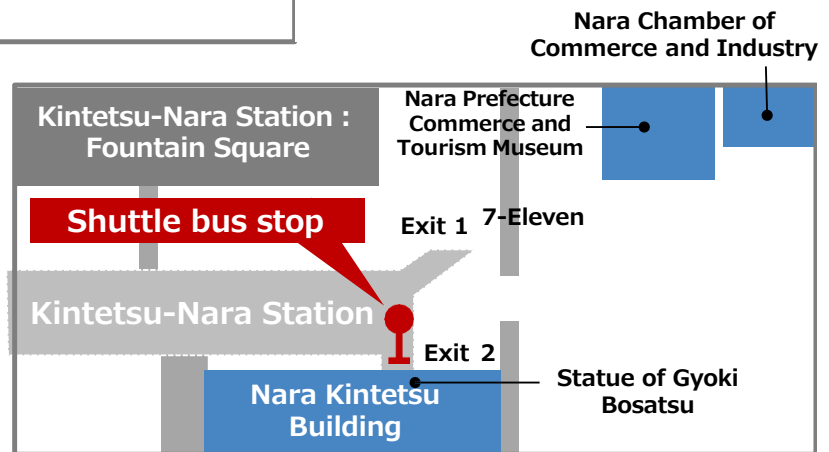 Nara Chamber of
Commerce and Industry
Kintetsu-Nara Station :
Fountain Square
Nara Prefecture
Commerce and
Tourism Museum
Shuttle bus stop
Exit 1
7-Eleven
Kintetsu-Nara Station
Exit 2
Nara Kintetsu
Building
Statue of Gyoki
Bosatsu